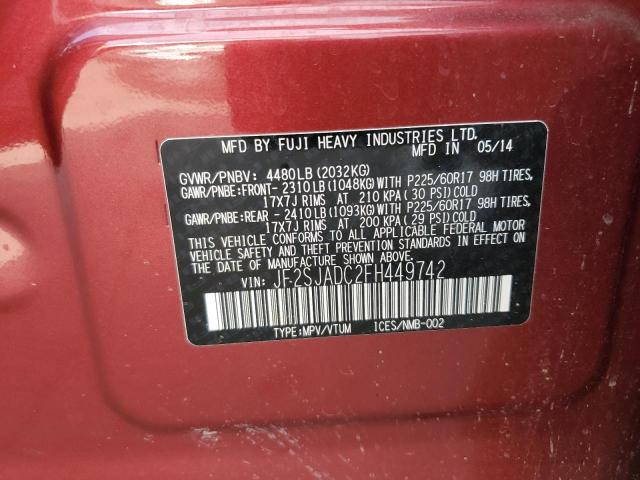 MFD BY FUJI HEAVY INDUSTRIES LTD.
MFD IN 05/14
GVWR/PNBV: 4480LB (2032KG)
GAWR/PNBE:FRONT- 2310LB (1048KG) WITH P225/60R17 98H TIRES,
17X7J RIMS AT 210 KPA (30 PSI) COLD
GAWR/PNBE:REAR - 2410LB (1093KG) WITH P225/60R17 98H TIRES,
17X7J RIMS AT 200 KPA (29 PSI) COLD
THIS VEHICLE CONFORMS TO ALL APPLICABLE FEDERAL MOTOR
VEHICLE SAFETY AND THEFT PREVENTION STANDARDS IN EFFECT ON
THE DATE OF MANUFACTURE SHOWN ABOVE.
VIN: JF2SJADC2FH449742
TYPE:MPV/VTUM ICES/NMB-002